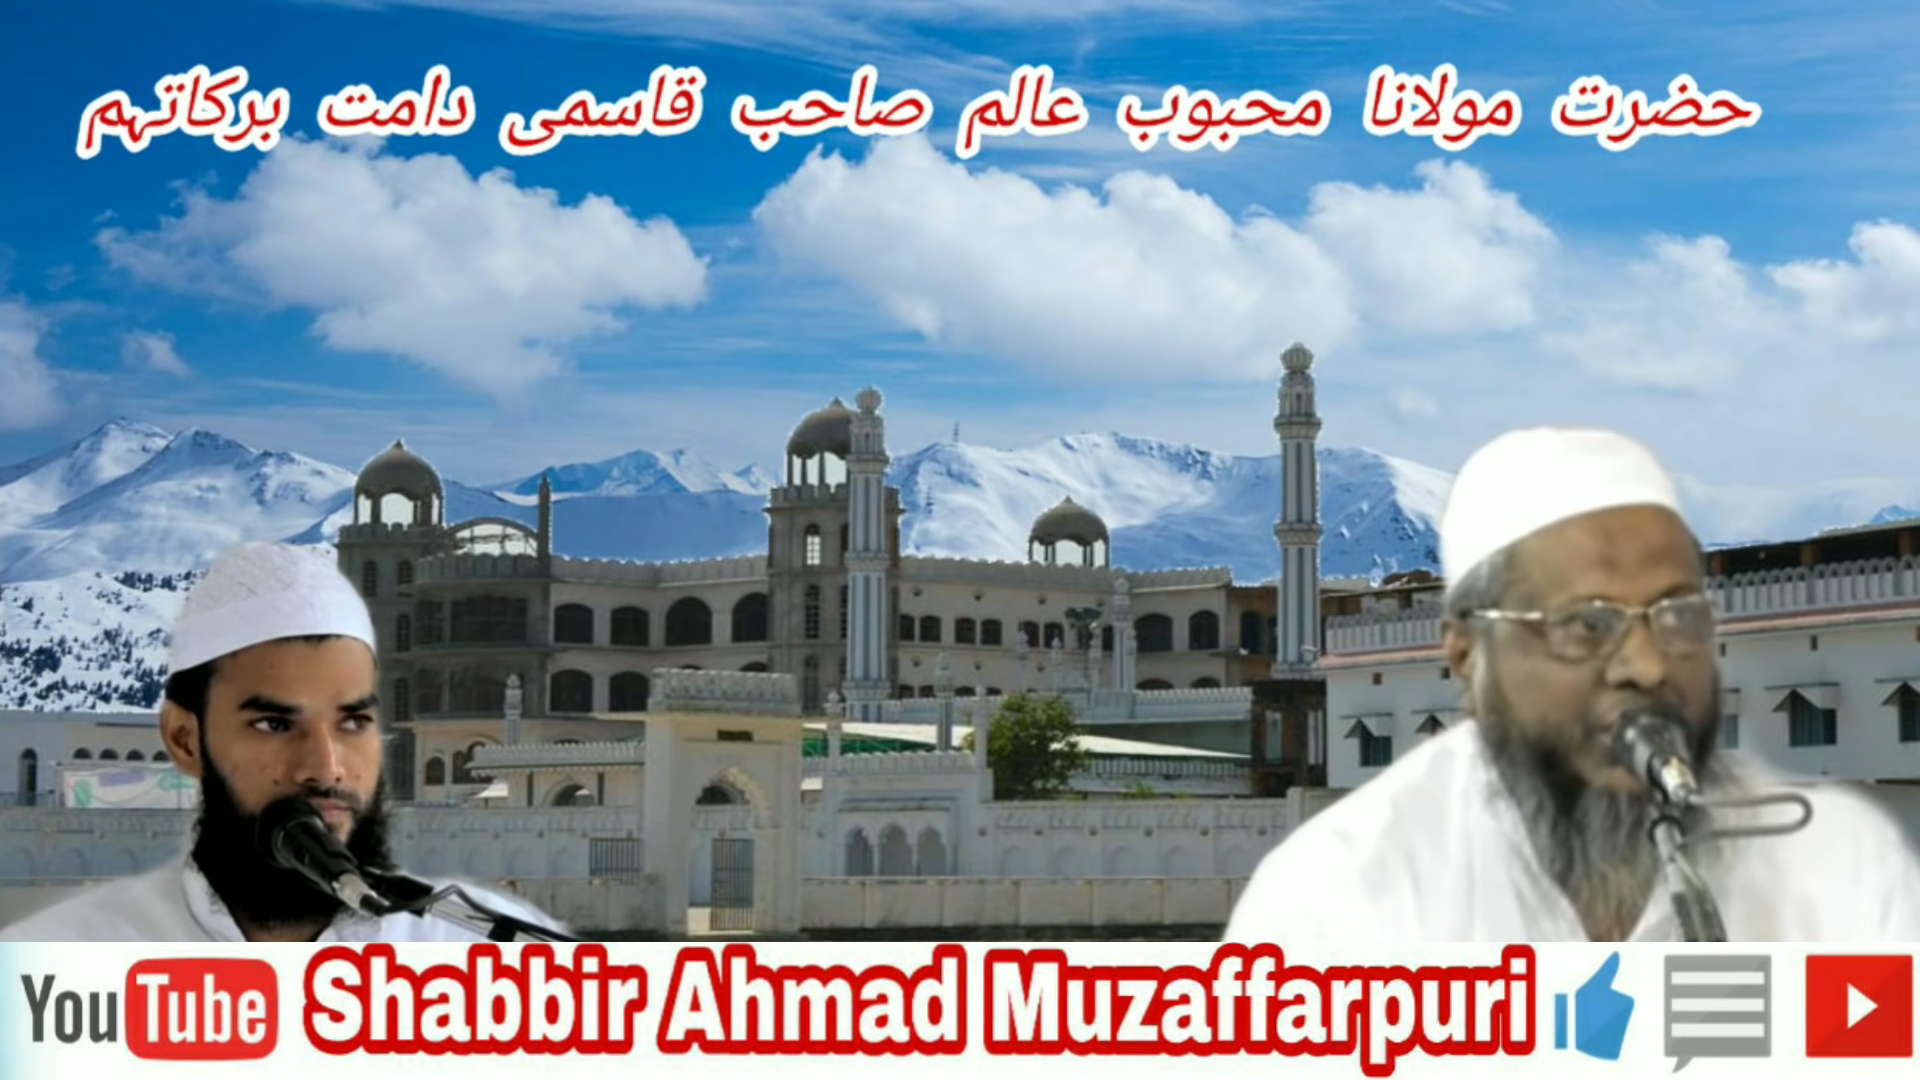 حضرت مولانا محبوب عالم صاحب قاسمی دامت برکاتہم
YouTube Shabbir Ahmad Muzaffarpuri